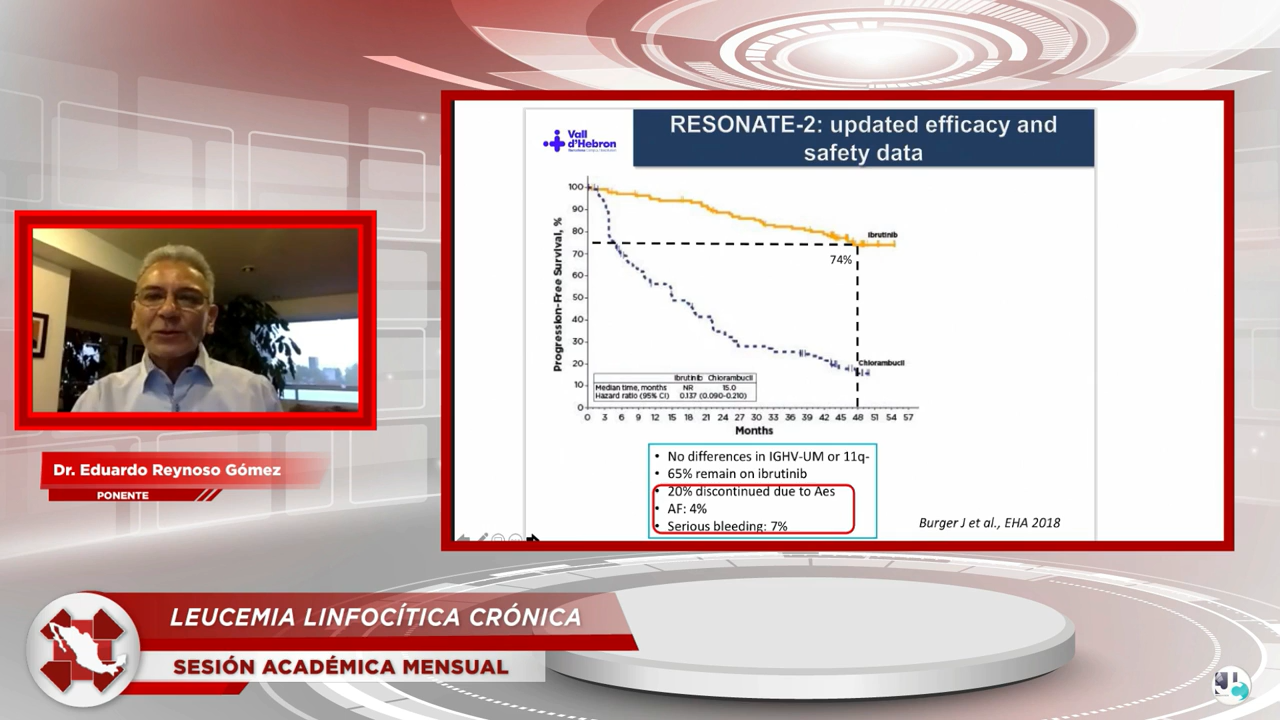 RESONATE-2: updated efficacy and
safety data
Vall
d'Hebron
Progression-Free Survival, %
100
90
80
70
60
50
40
30
20
10
0
Ibrutinib
74%
Chlorambucil
Ibrutinib Chlorambucil
Median time, months NR 15.0
Hazard ratio (95% CI) 0.137 (0.090-0.210)
0 3 6 9 12 15 18 21 24 27 30 33 36 39 42 45 48 51 54 57
Months
• No differences in IGHV-UM or 11q-
• 65% remain on ibrutinib
• 20% discontinued due to Aes
• AF: 4%
• Serious bleeding: 7%
Burger J et al., EHA 2018
Dr. Eduardo Reynoso Gómez
PONENTE
LEUCEMIA LINFOCÍTICA CRÓNICA
SESIÓN ACADÉMICA MENSUAL